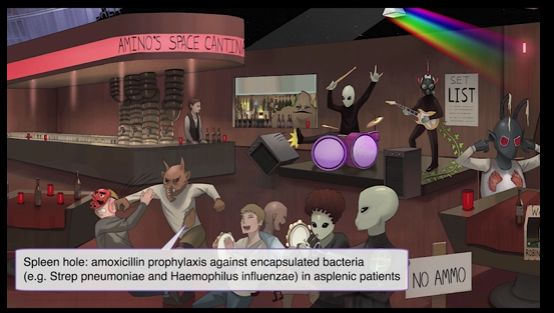 AMINO'S SPACE CANTINA
SET
LIST
Spleen hole: amoxicillin prophylaxis against encapsulated bacteria
(e.g. Strep pneumoniae and Haemophilus influenzae) in asplenic patients
NO AMMO